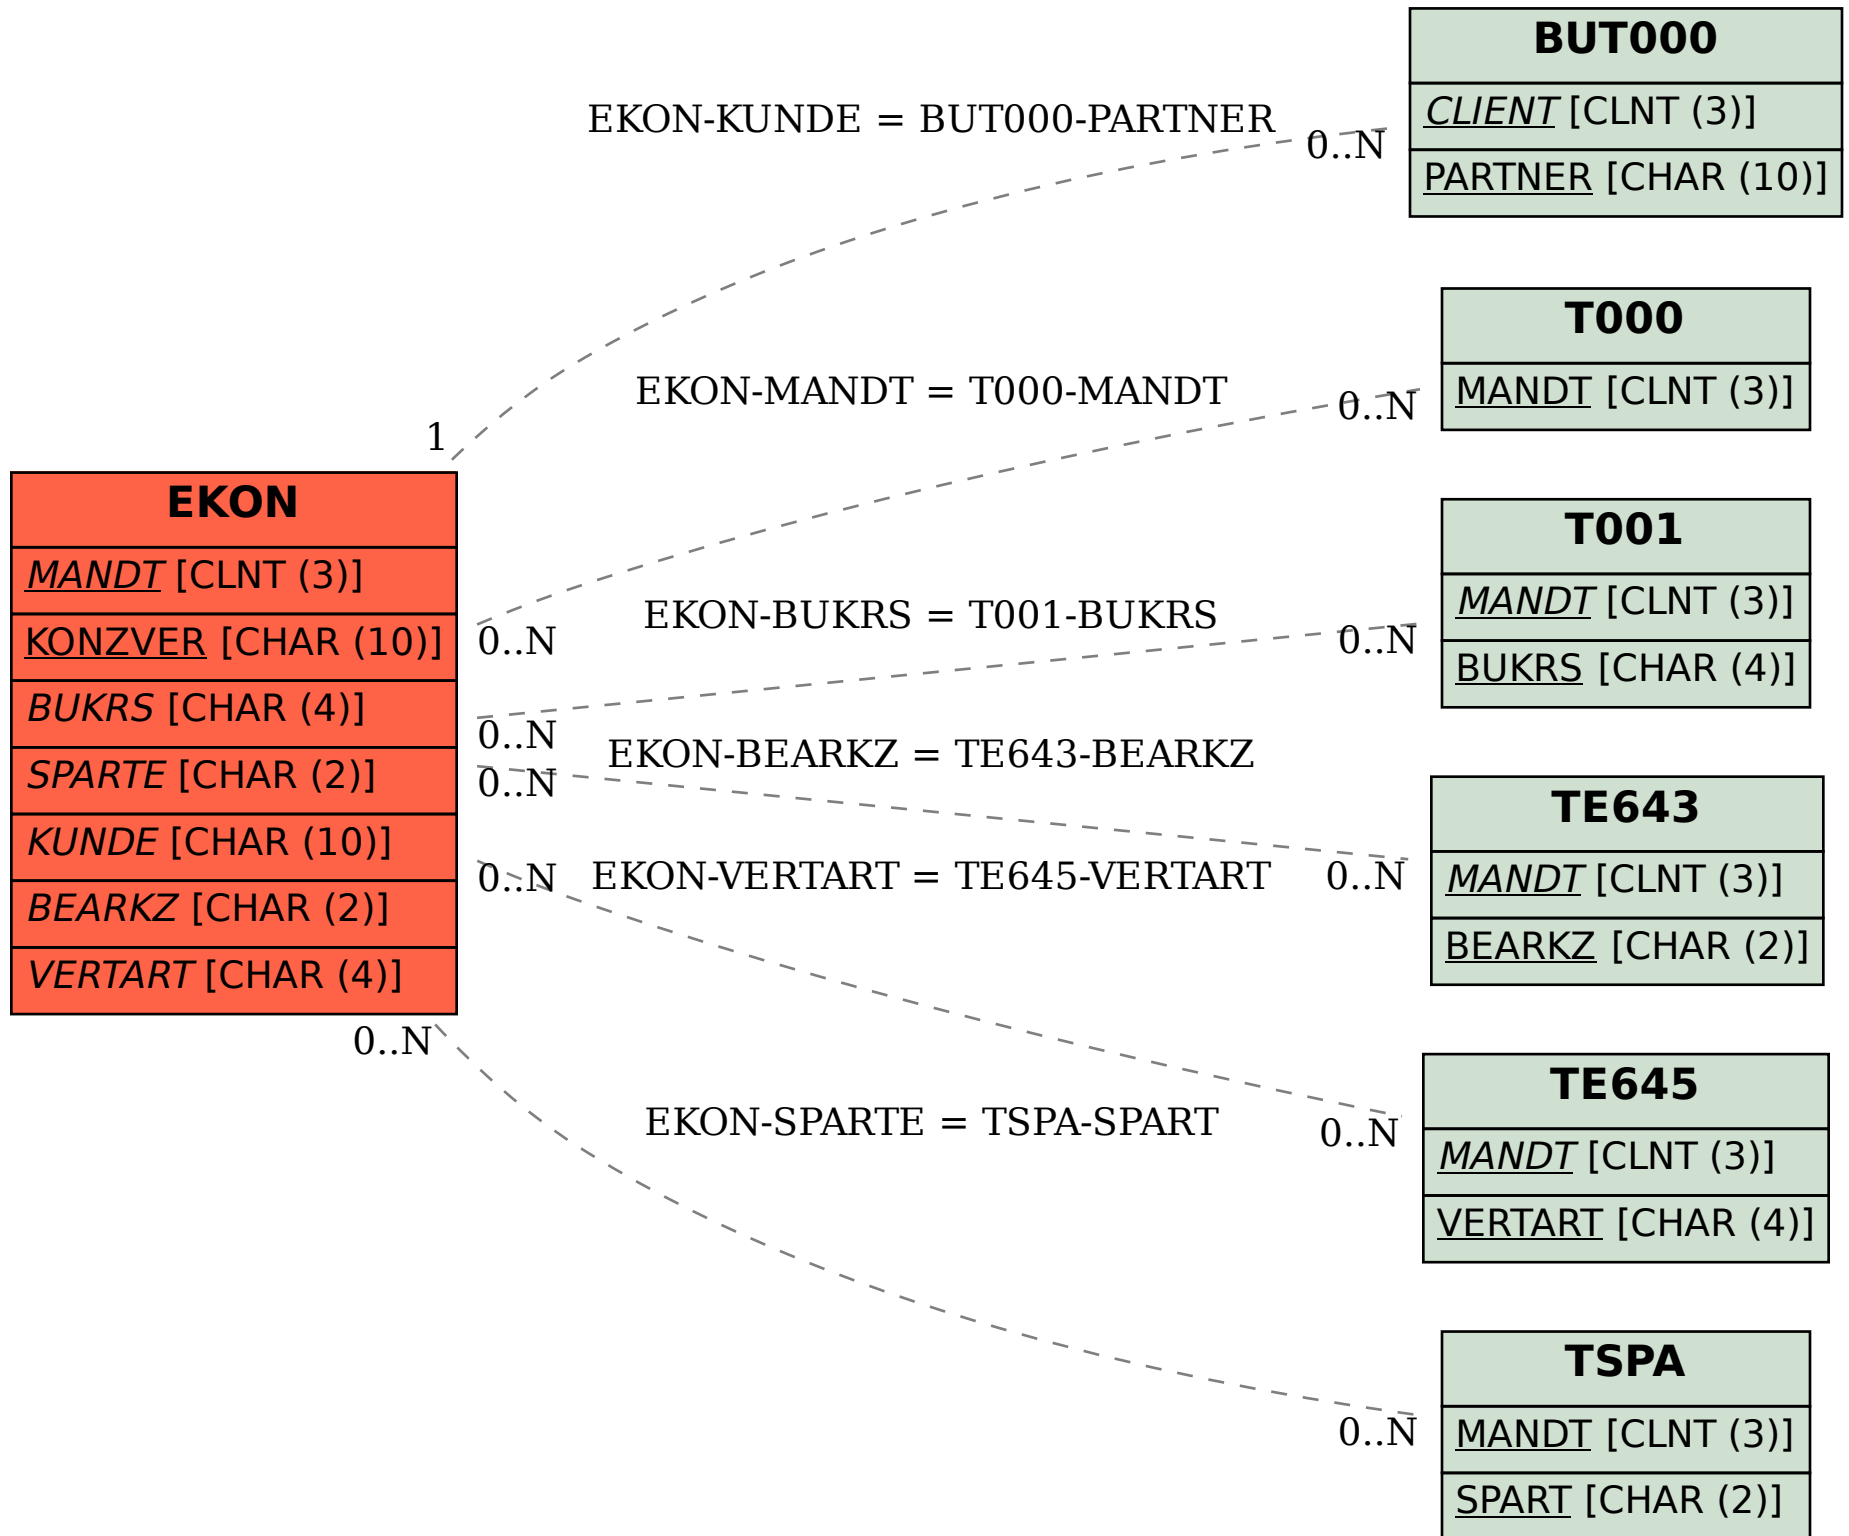 BUT000
CLIENT [CLNT (3)]
PARTNER [CHAR (10)]
EKON-KUNDE = BUT000-PARTNER
0..N
1
T000
MANDT [CLNT (3)]
EKON-MANDT = T000-MANDT
0..N
0..N
EKON
MANDT [CLNT (3)]
KONZVER [CHAR (10)]
BUKRS [CHAR (4)]
SPARTE [CHAR (2)]
KUNDE [CHAR (10)]
BEARKZ [CHAR (2)]
VERTART [CHAR (4)]
T001
MANDT [CLNT (3)]
BUKRS [CHAR (4)]
EKON-BUKRS = T001-BUKRS
0..N
0..N
EKON-BEARKZ = TE643-BEARKZ
0..N
0..N
TE643
MANDT [CLNT (3)]
BEARKZ [CHAR (2)]
EKON-VERTART = TE645-VERTART
0..N
0..N
TE645
MANDT [CLNT (3)]
VERTART [CHAR (4)]
EKON-SPARTE = TSPA-SPART
0..N
0..N
TSPA
MANDT [CLNT (3)]
SPART [CHAR (2)]